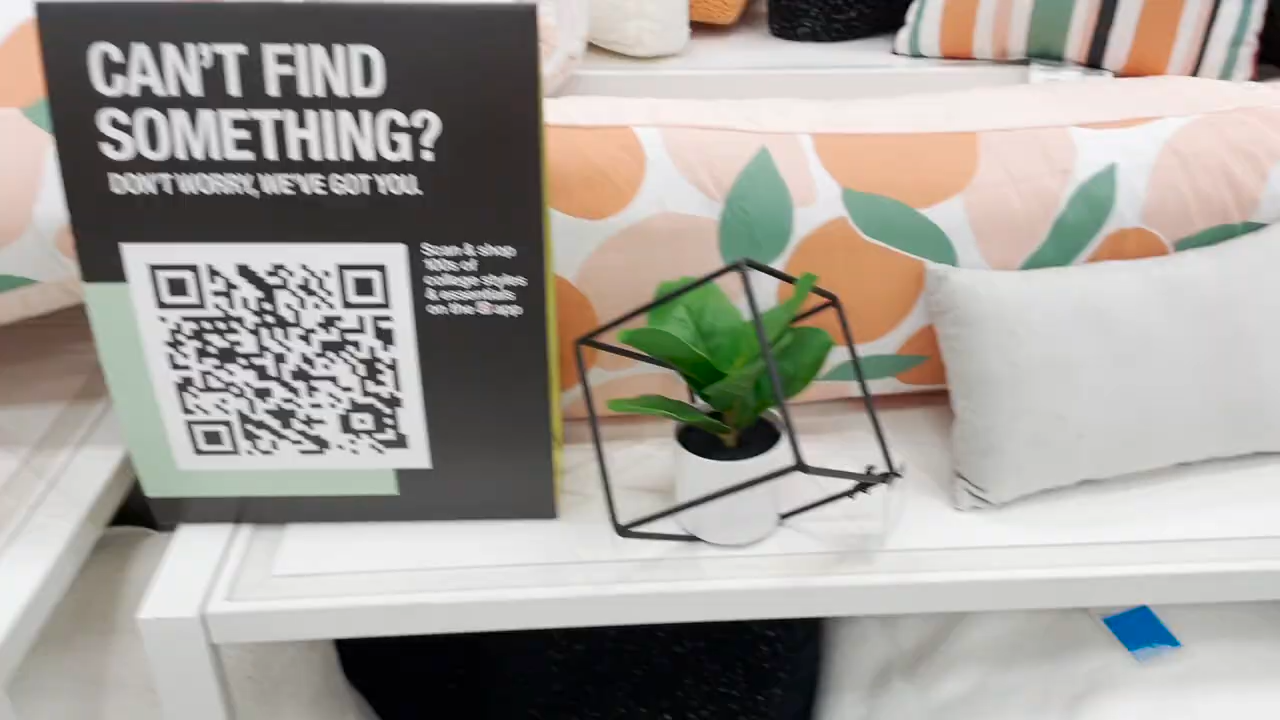 CAN'T FIND
SOMETHING?
DON'T WORRY, WE'VE GOT YOU.
Scan & shop
100s of
college styles
& essentials
on the app